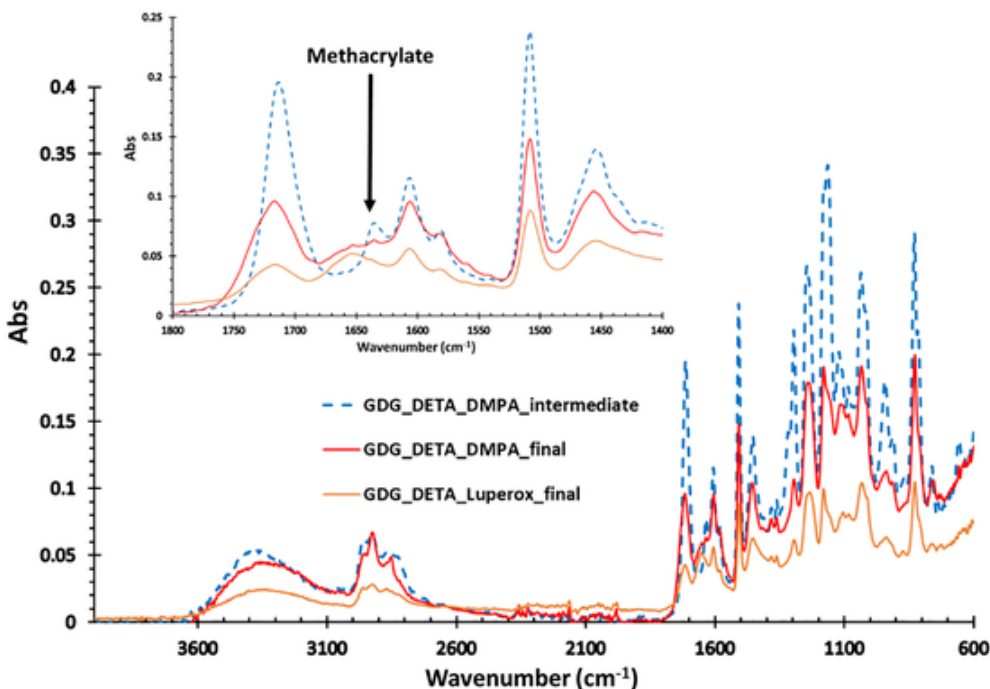 0.25
0.2
0.15
0.1
0.05
0
Abs
Methacrylate
1800 1750 1700 1650 1600 1550 1500 1450 1400
Wavenumber (cm⁻¹)
0.4
0.35
0.3
0.25
0.2
0.15
0.1
0.05
0
Abs
GDG_DETA_DMPA_intermediate
GDG_DETA_DMPA_final
GDG_DETA_Luperox_final
3600 3100 2600 2100 1600 1100 600
Wavenumber (cm⁻¹)